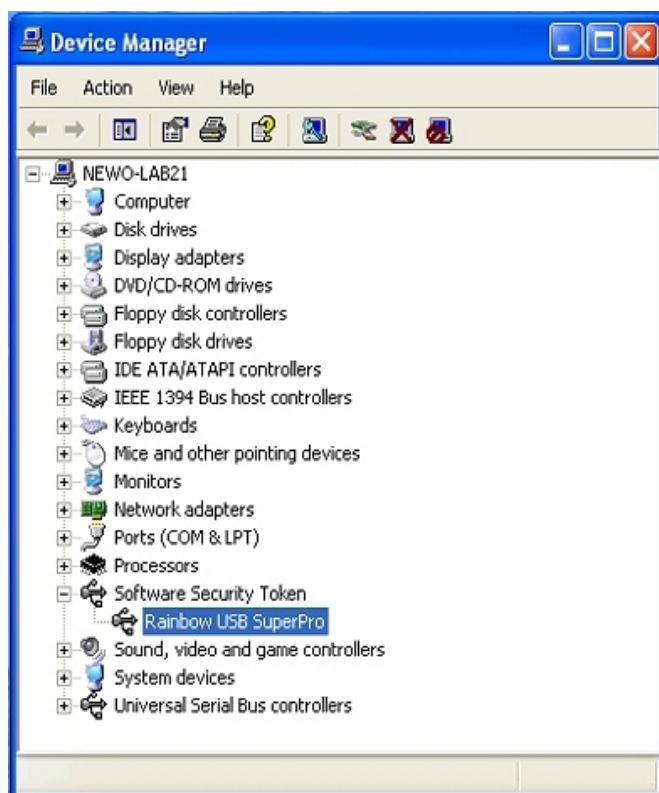 Device Manager
File Action View Help
NEWO-LAB21
Computer
Disk drives
Display adapters
DVD/CD-ROM drives
Floppy disk controllers
Floppy disk drives
IDE ATA/ATAPI controllers
IEEE 1394 Bus host controllers
Keyboards
Mice and other pointing devices
Monitors
Network adapters
Ports (COM & LPT)
Processors
Software Security Token
Rainbow USB SuperPro
Sound, video and game controllers
System devices
Universal Serial Bus controllers